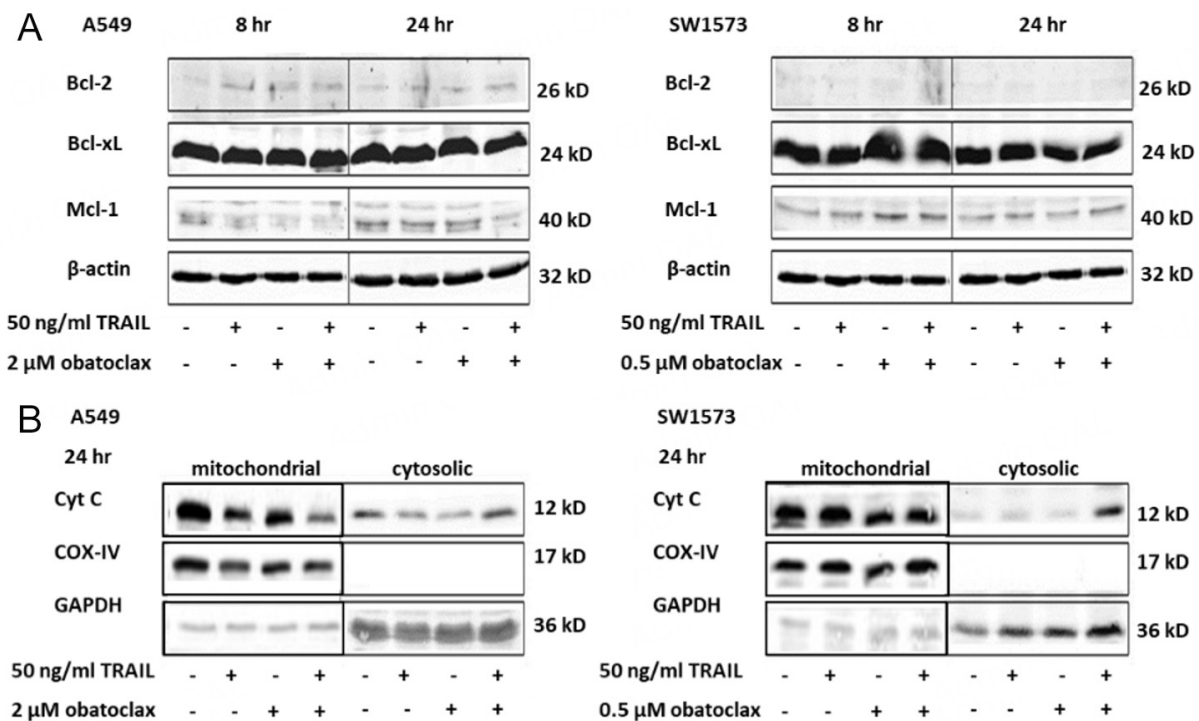 A A549 8 hr 24 hr SW1573 8 hr 24 hr
Bcl-2 26 kD Bcl-2 26 kD
Bcl-xL 24 kD Bcl-xL 24 kD
Mcl-1 40 kD Mcl-1 40 kD
β-actin 32 kD β-actin 32 kD
50 ng/ml TRAIL - + - + - + - + 50 ng/ml TRAIL - + - + - + - +
2 µM obatoclax - - + + - - + + 0.5 µM obatoclax - - + + - - + +
B A549 SW1573
24 hr 24 hr
mitochondrial cytosolic mitochondrial cytosolic
Cyt C 12 kD Cyt C 12 kD
COX-IV 17 kD COX-IV 17 kD
GAPDH 36 kD GAPDH 36 kD
50 ng/ml TRAIL - + - + - + - + 50 ng/ml TRAIL - + - + - + - +
2 µM obatoclax - - + + - - + + 0.5 µM obatoclax - - + + - - + +